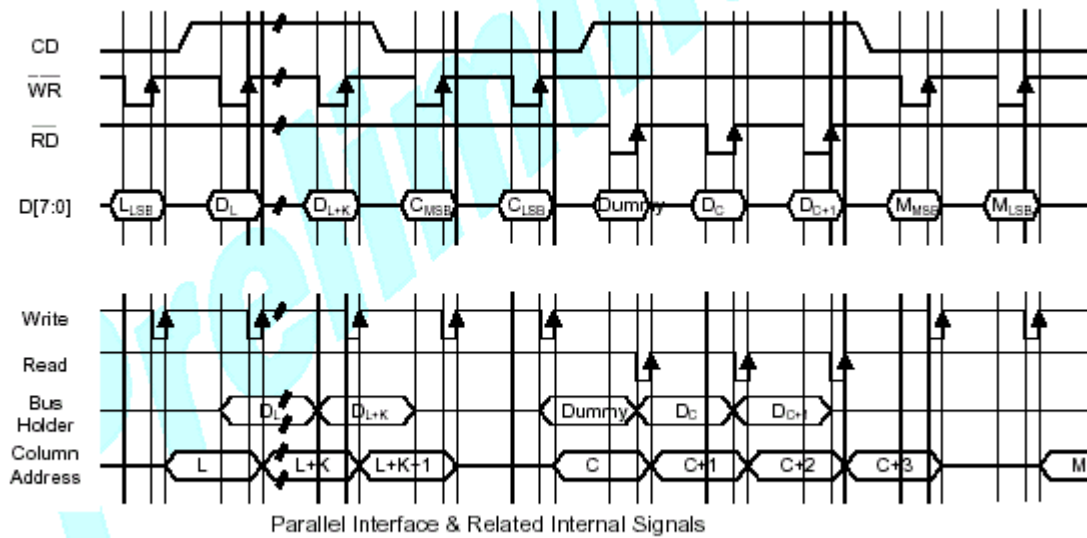 CD
WR
RD
D[7:0] LLSB DL DL+K CMSB CLSB Dummy DC DC+1 MMSB MLSB
Write
Read
Bus Holder DL DL+K Dummy DC DC+1
Column Address L L+K L+K+1 C C+1 C+2 C+3 M
Parallel Interface & Related Internal Signals